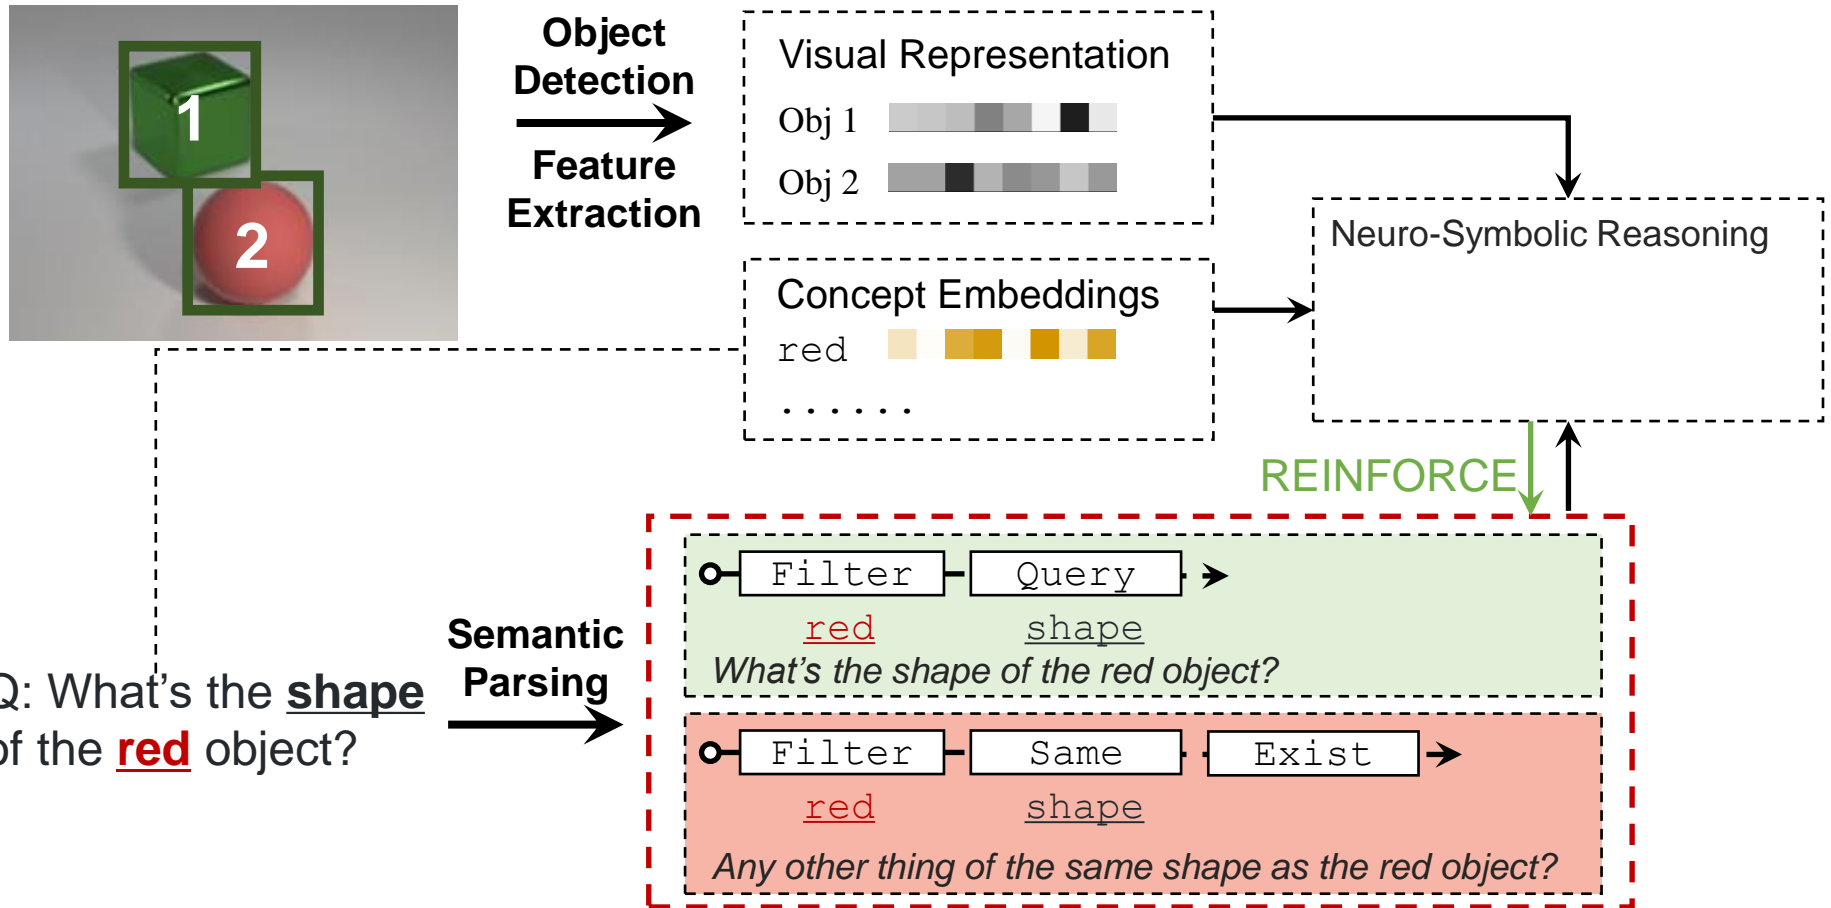 1
2
Object
Detection
Feature
Extraction
Visual Representation
Obj 1
Obj 2
Concept Embeddings
red
......
Neuro-Symbolic Reasoning
REINFORCE
Q: What's the shape
of the red object?
Semantic
Parsing
Filter Query
red shape
What's the shape of the red object?
Filter Same Exist
red shape
Any other thing of the same shape as the red object?